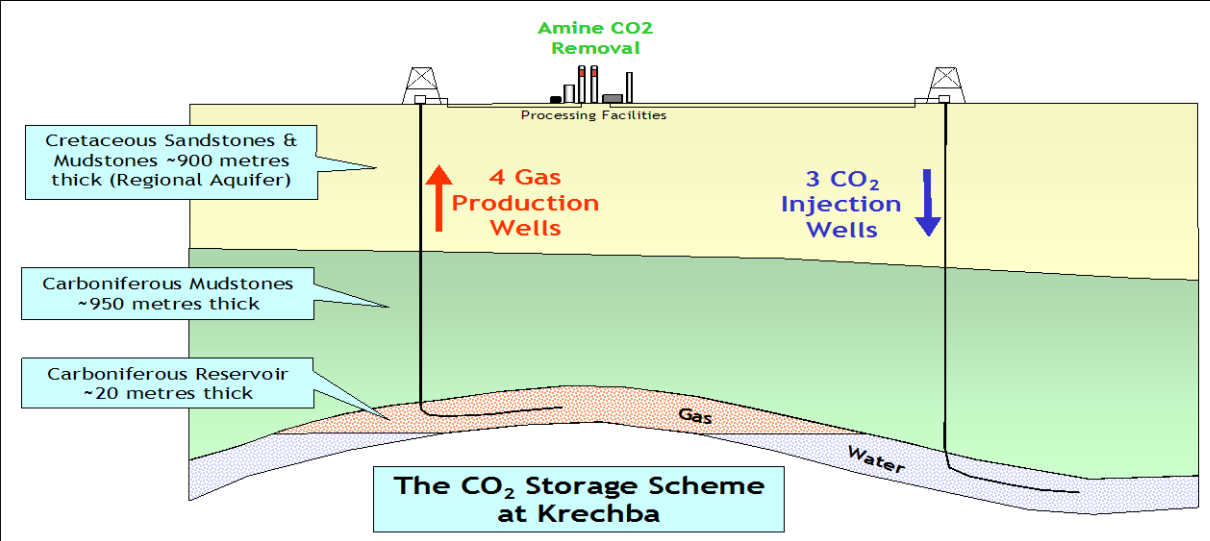 Amine CO2
Removal
Processing Facilities
Cretaceous Sandstones &
Mudstones ~900 metres
thick (Regional Aquifer)
4 Gas
Production
Wells
3 CO₂
Injection
Wells
Carboniferous Mudstones
~950 metres thick
Carboniferous Reservoir
~20 metres thick
Gas
Water
The CO₂ Storage Scheme
at Krechba